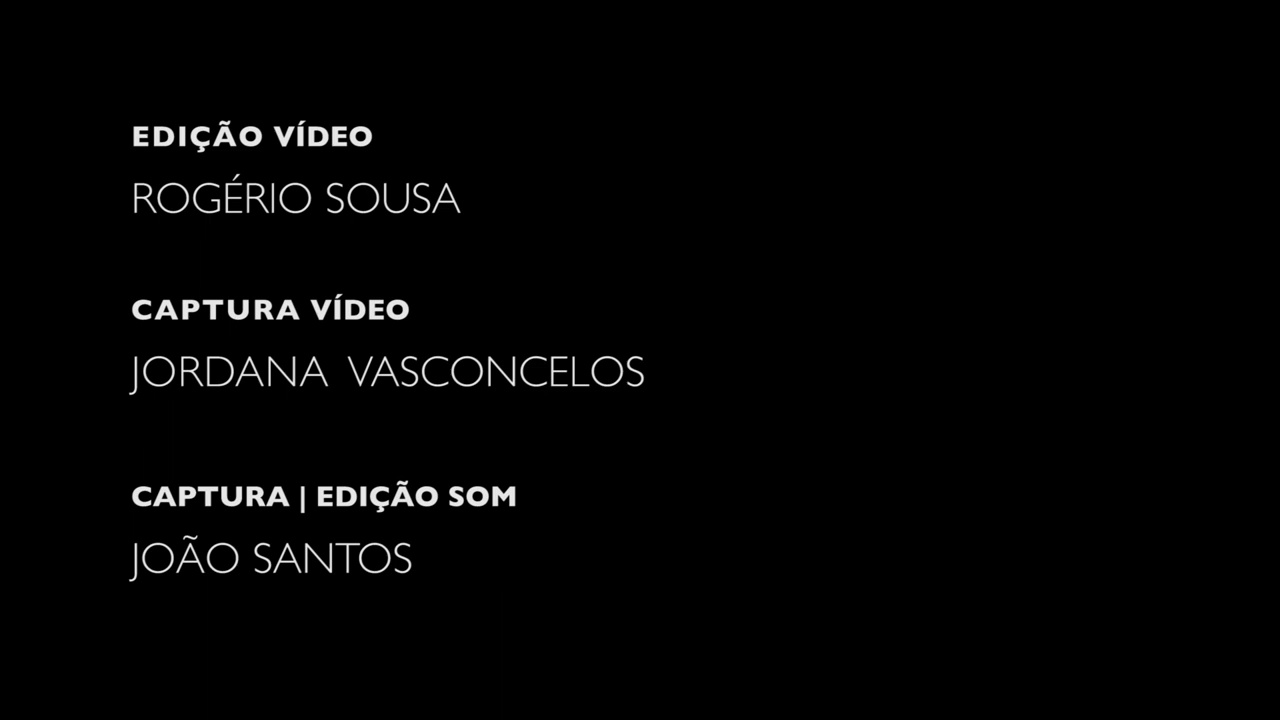 EDIÇÃO VÍDEO
ROGÉRIO SOUSA
CAPTURA VÍDEO
JORDANA VASCONCELOS
CAPTURA | EDIÇÃO SOM
JOÃO SANTOS